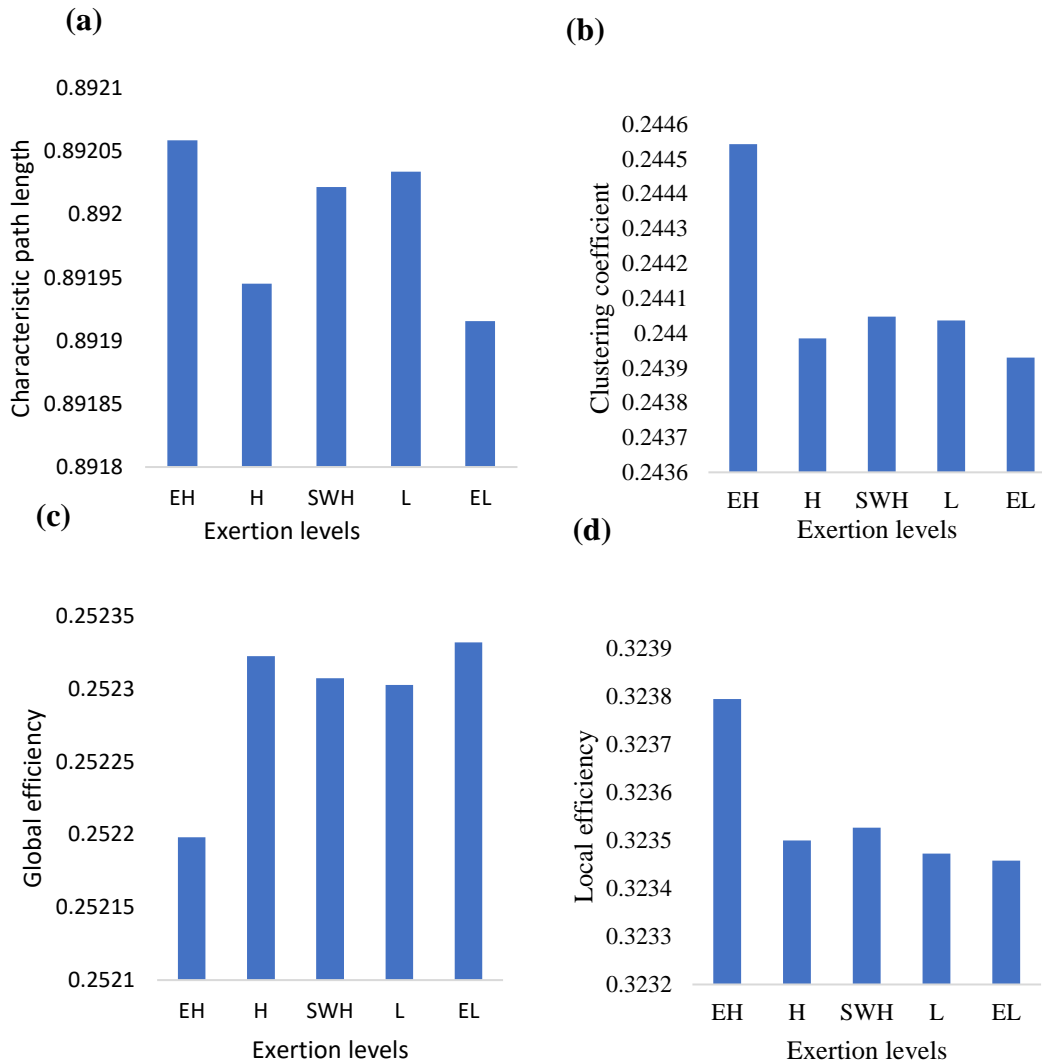 (a)
Characteristic path length
0.8921
0.89205
0.892
0.89195
0.8919
0.89185
0.8918
EH H SWH L EL
Exertion levels
(b)
Clustering coefficient
0.2446
0.2445
0.2444
0.2443
0.2442
0.2441
0.244
0.2439
0.2438
0.2437
0.2436
EH H SWH L EL
Exertion levels
(c)
Global efficiency
0.25235
0.2523
0.25225
0.2522
0.25215
0.2521
EH H SWH L EL
Exertion levels
(d)
Local efficiency
0.3239
0.3238
0.3237
0.3236
0.3235
0.3234
0.3233
0.3232
EH H SWH L EL
Exertion levels